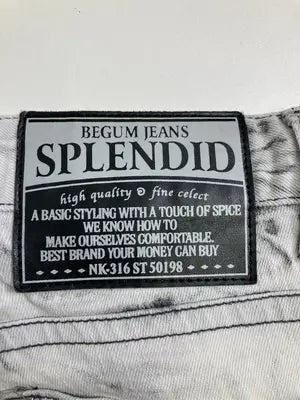 BEGUM JEANS
SPLENDID
high quality fine celect
A BASIC STYLING WITH A TOUCH OF SPICE
WE KNOW HOW TO
MAKE OURSELVES COMFORTABLE.
BEST BRAND YOUR MONEY CAN BUY
NK-316 ST 50198